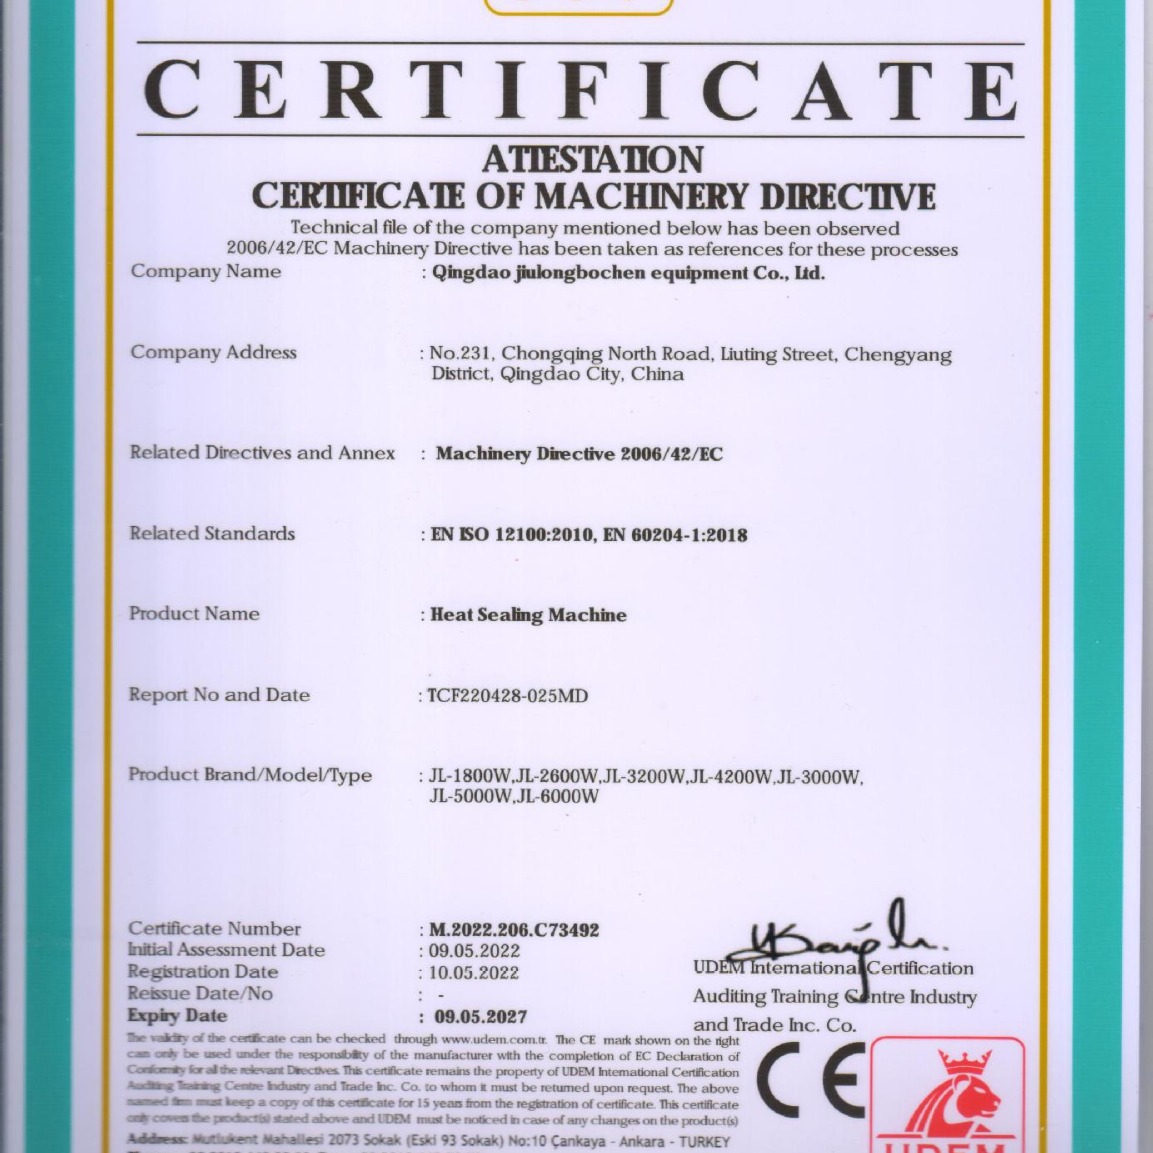 CERTIFICATE
ATTESTATION
CERTIFICATE OF MACHINERY DIRECTIVE
Technical file of the company mentioned below has been observed
2006/42/EC Machinery Directive has been taken as references for these processes
Company Name : Qingdao jiulongbochen equipment Co., Ltd.
Company Address : No.231, Chongqing North Road, Liuting Street, Chengyang
District, Qingdao City, China
Related Directives and Annex : Machinery Directive 2006/42/EC
Related Standards : EN ISO 12100:2010, EN 60204-1:2018
Product Name : Heat Sealing Machine
Report No and Date : TCF220428-025MD
Product Brand/Model/Type : JL-1800W,JL-2600W,JL-3200W,JL-4200W,JL-3000W,
JL-5000W,JL-6000W
Certificate Number : M.2022.206.C73492
Initial Assessment Date : 09.05.2022
Registration Date : 10.05.2022
Reissue Date/No : -
Expiry Date : 09.05.2027
UDEM International Certification
Auditing Training Centre Industry
and Trade Inc. Co.
The validity of the certificate can be checked through www.udem.com.tr. The CE mark shown on the right
can only be used under the responsibility of the manufacturer with the completion of EC Declaration of
Conformity for all the relevant Directives. This certificate remains the property of UDEM International Certification
Auditing Training Centre Industry and Trade Inc. Co. to whom it must be returned upon request. The above
named firm must keep a copy of this certificate for 15 years from the registration of certificate. This certificate
only covers the product(s) stated above and UDEM must be noticed in case of any changes on the product(s)
Address: Mutlukent Mahallesi 2073 Sokak (Eski 93 Sokak) No:10 Çankaya - Ankara - TURKEY
CE
UDEM